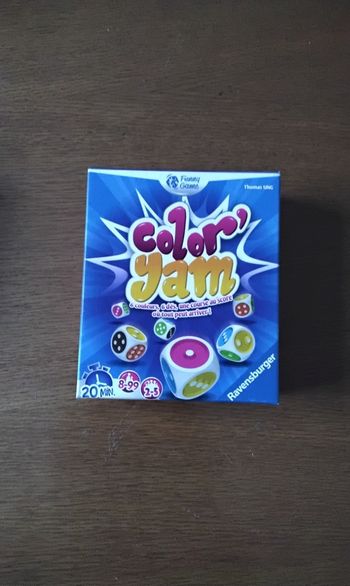 Funny
Games
Thomas SING
color'
yam
6 couleurs, 6 dés, une course au score
où tout peut arriver !
20 MIN.
8-99
2-5
Ravensburger